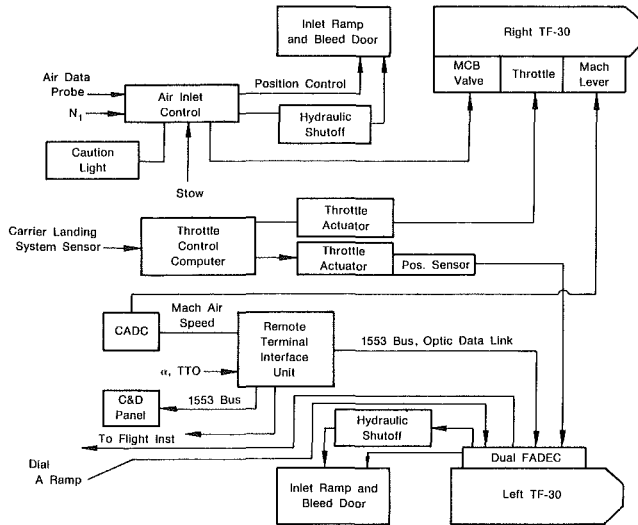 Inlet Ramp
and Bleed Door
Right TF-30
MCB
Valve
Throttle
Mach
Lever
Air Data
Probe
N1
Air Inlet
Control
Position Control
Hydraulic
Shutoff
Caution
Light
Stow
Carrier Landing
System Sensor
Throttle
Control
Computer
Throttle
Actuator
Throttle
Actuator
Pos. Sensor
CADC
Mach Air
Speed
Remote
Terminal
Interface
Unit
1553 Bus, Optic Data Link
α, TTO
C&D
Panel
1553 Bus
To Flight Inst
Dial
A Ramp
Hydraulic
Shutoff
Inlet Ramp and
Bleed Door
Dual FADEC
Left TF-30